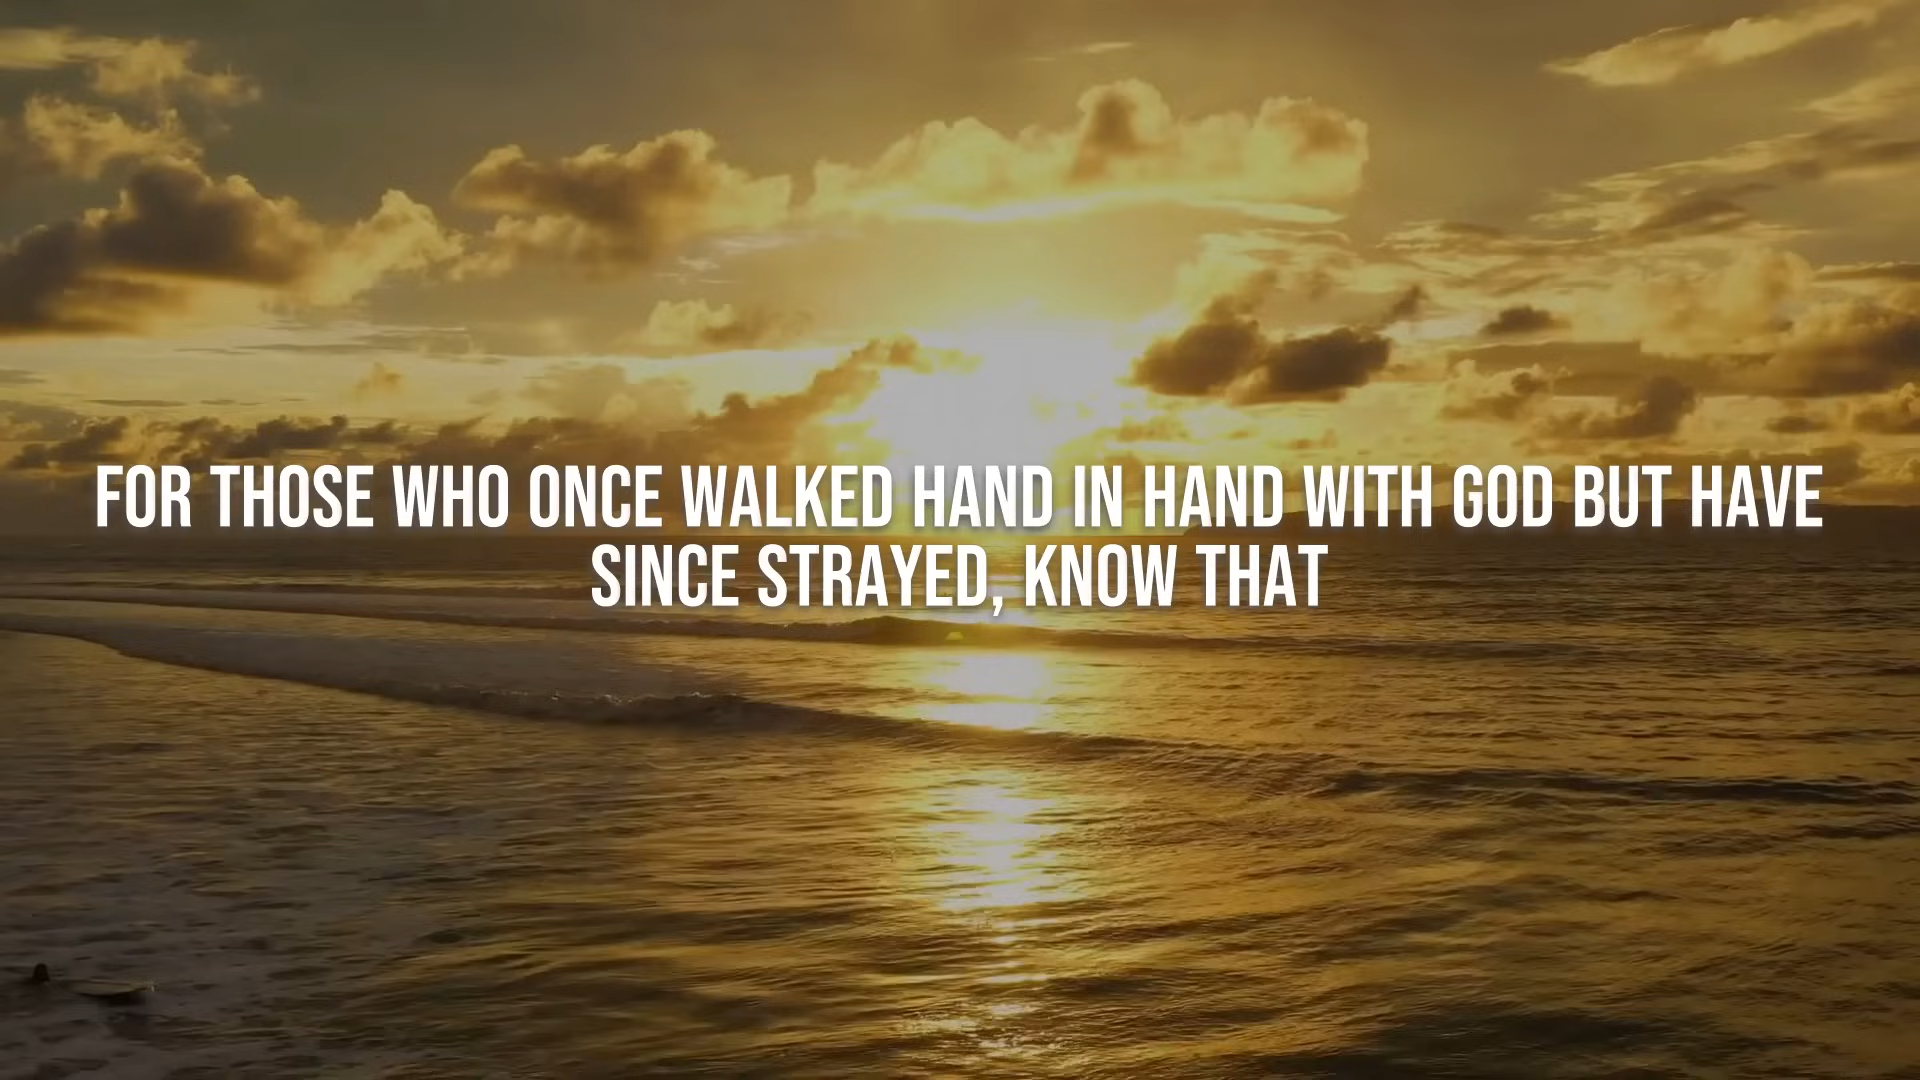 FOR THOSE WHO ONCE WALKED HAND IN HAND WITH GOD BUT HAVE
SINCE STRAYED, KNOW THAT